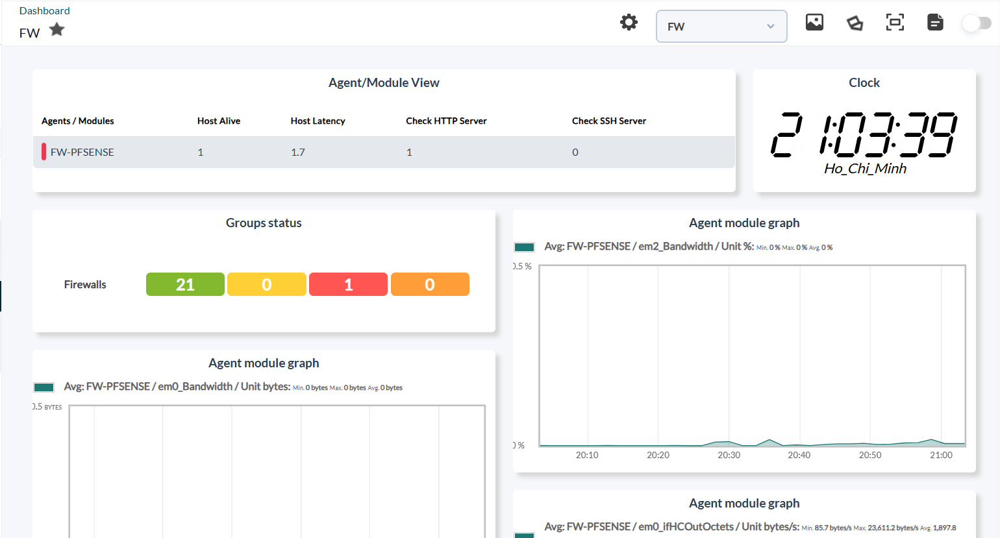 Dashboard
FW
FW
Agent/Module View
Agents / Modules Host Alive Host Latency Check HTTP Server Check SSH Server
FW-PFSENSE 1 1.7 1 0
Clock
21:03:39
Ho_Chi_Minh
Groups status
Firewalls 21 0 1 0
Agent module graph
Avg: FW-PFSENSE / em2_Bandwidth / Unit %: Min. 0 % Max. 0 % Avg. 0 %
0.5 %
0 %
20:10 20:20 20:30 20:40 20:50 21:00
Agent module graph
Avg: FW-PFSENSE / em0_Bandwidth / Unit bytes: Min. 0 bytes Max. 0 bytes Avg. 0 bytes
0.5 BYTES
Agent module graph
Avg: FW-PFSENSE / em0_ifHCOutOctets / Unit bytes/s: Min. 85.7 bytes/s Max. 23,611.2 bytes/s Avg. 1,897.8